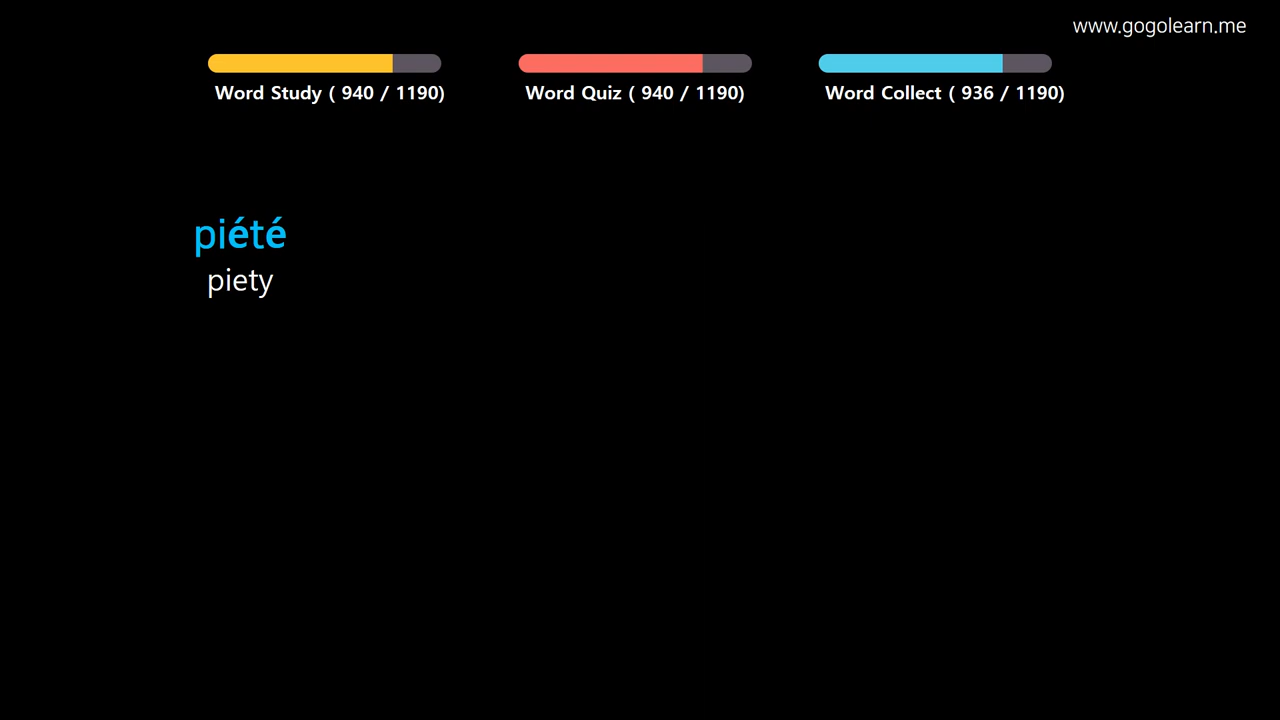 www.gogolearn.me
Word Study ( 940 / 1190)
Word Quiz ( 940 / 1190)
Word Collect ( 936 / 1190)
piété
piety